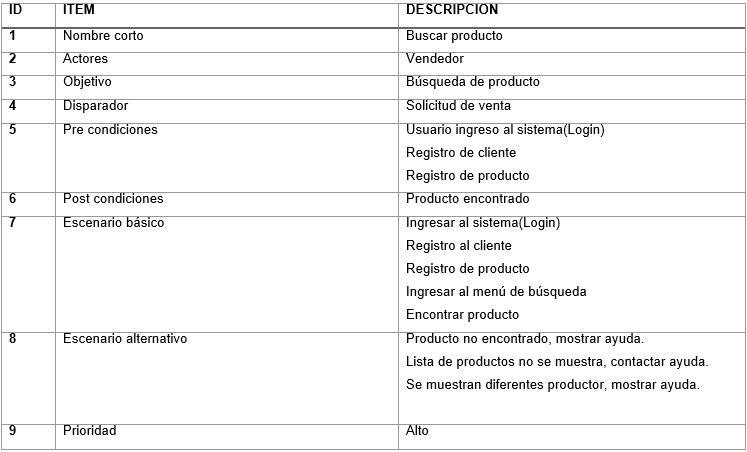 ID ITEM DESCRIPCION
1 Nombre corto Buscar producto
2 Actores Vendedor
3 Objetivo Búsqueda de producto
4 Disparador Solicitud de venta
5 Pre condiciones Usuario ingreso al sistema(Login)
Registro de cliente
Registro de producto
6 Post condiciones Producto encontrado
7 Escenario básico Ingresar al sistema(Login)
Registro al cliente
Registro de producto
Ingresar al menú de búsqueda
Encontrar producto
8 Escenario alternativo Producto no encontrado, mostrar ayuda.
Lista de productos no se muestra, contactar ayuda.
Se muestran diferentes productor, mostrar ayuda.
9 Prioridad Alto